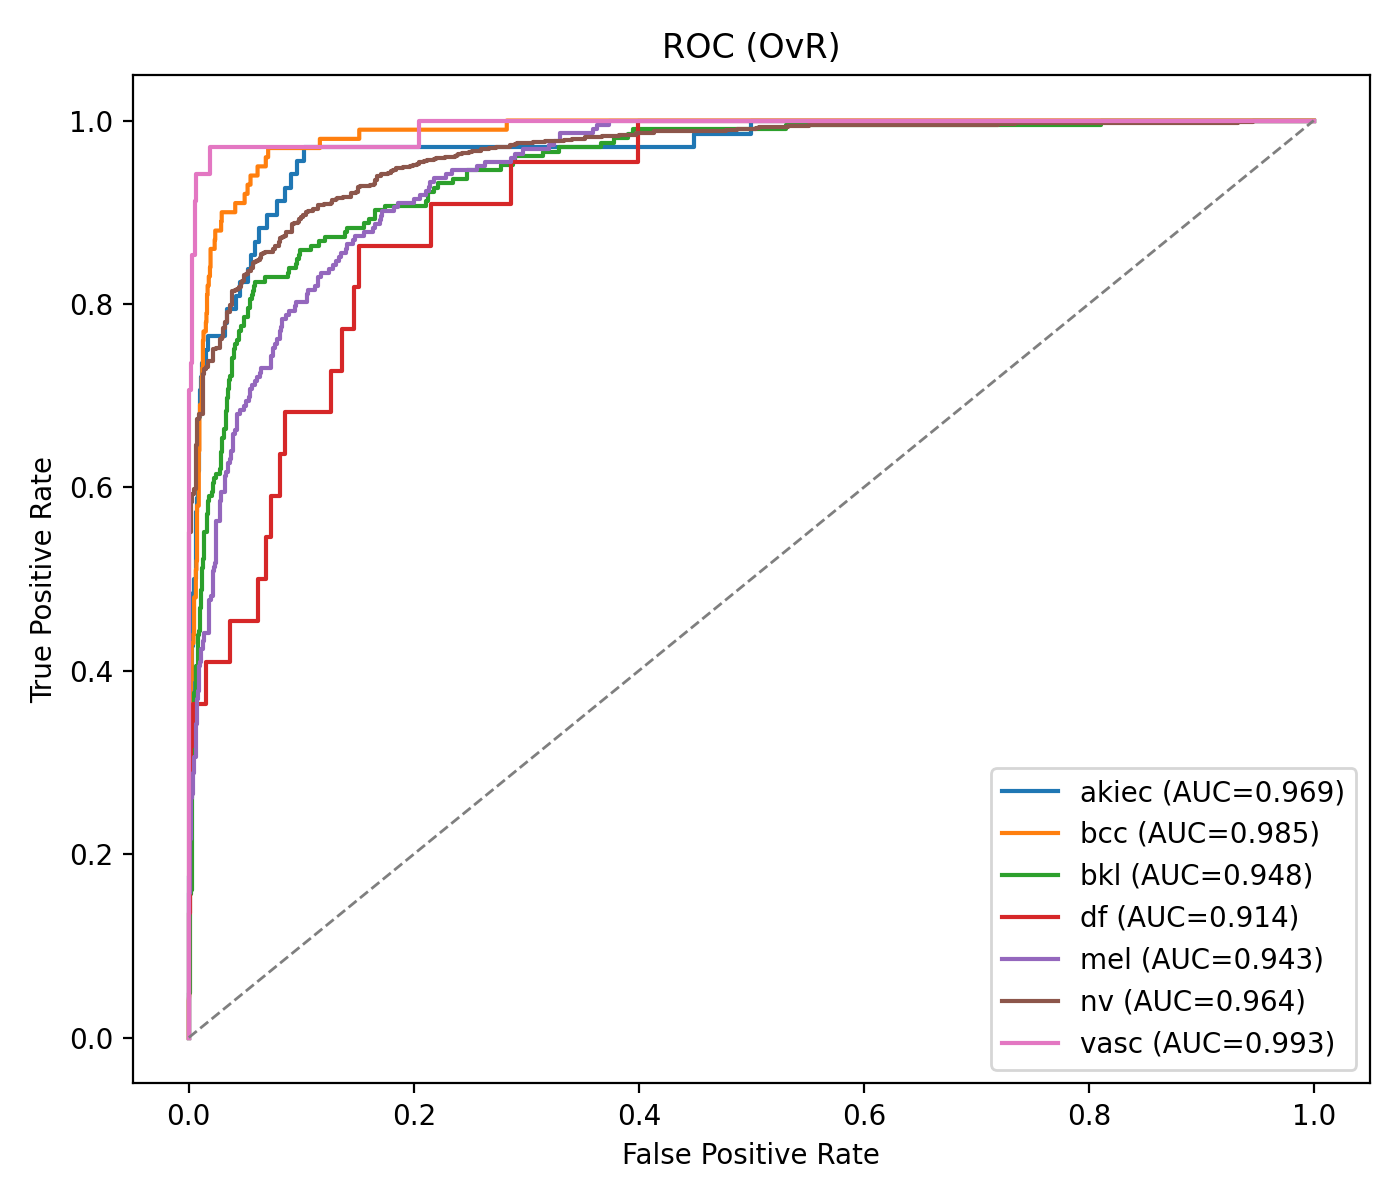 ROC (OvR)
1.0
0.8
0.6
0.4
0.2
0.0
True Positive Rate
0.0 0.2 0.4 0.6 0.8 1.0
False Positive Rate
akiec (AUC=0.969)
bcc (AUC=0.985)
bkl (AUC=0.948)
df (AUC=0.914)
mel (AUC=0.943)
nv (AUC=0.964)
vasc (AUC=0.993)